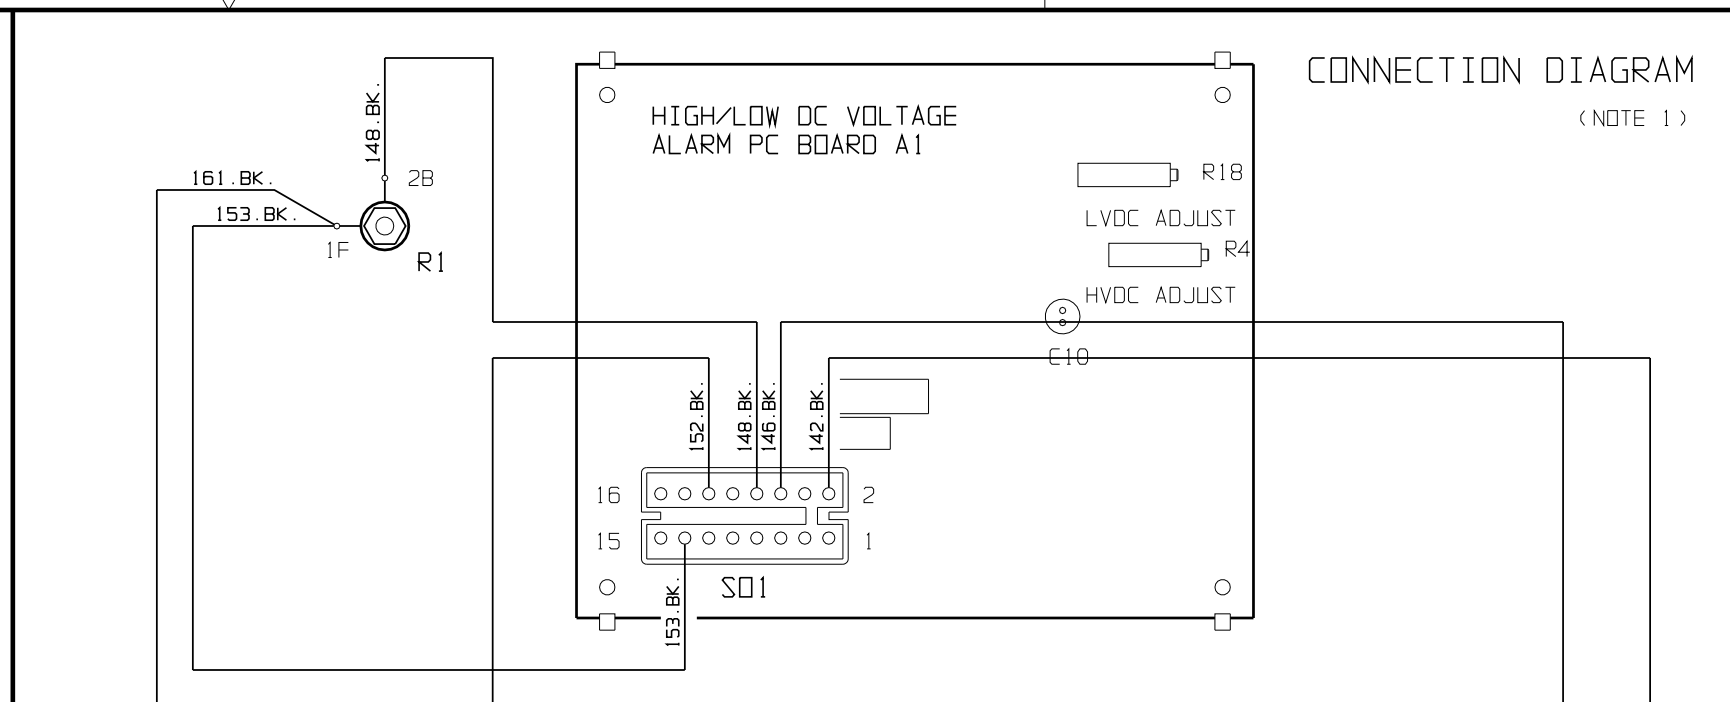 CONNECTION DIAGRAM
(NOTE 1)
HIGH/LOW DC VOLTAGE
ALARM PC BOARD A1
148.BK.
161.BK.
2B
153.BK.
1F
R1
R18
LVDC ADJUST
R4
HVDC ADJUST
C10
152.BK.
148.BK.
146.BK.
142.BK.
16
2
15
1
SO1
153.BK.